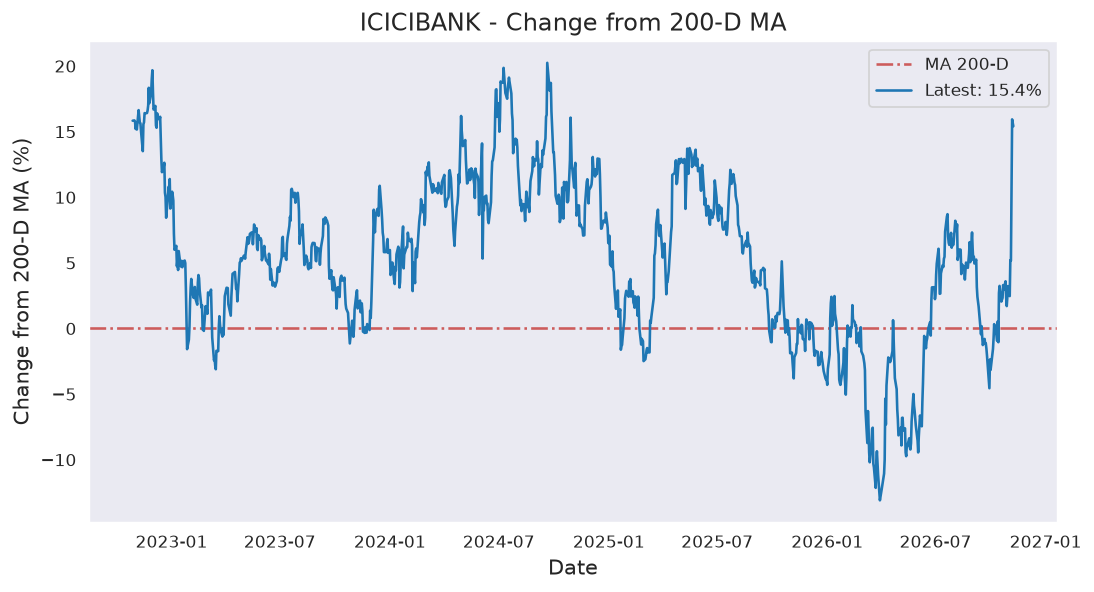 ICICIBANK - Change from 200-D MA
MA 200-D
Latest: 15.4%
Change from 200-D MA (%)
20
15
10
5
0
−5
−10
2023-01 2023-07 2024-01 2024-07 2025-01 2025-07 2026-01 2026-07 2027-01
Date